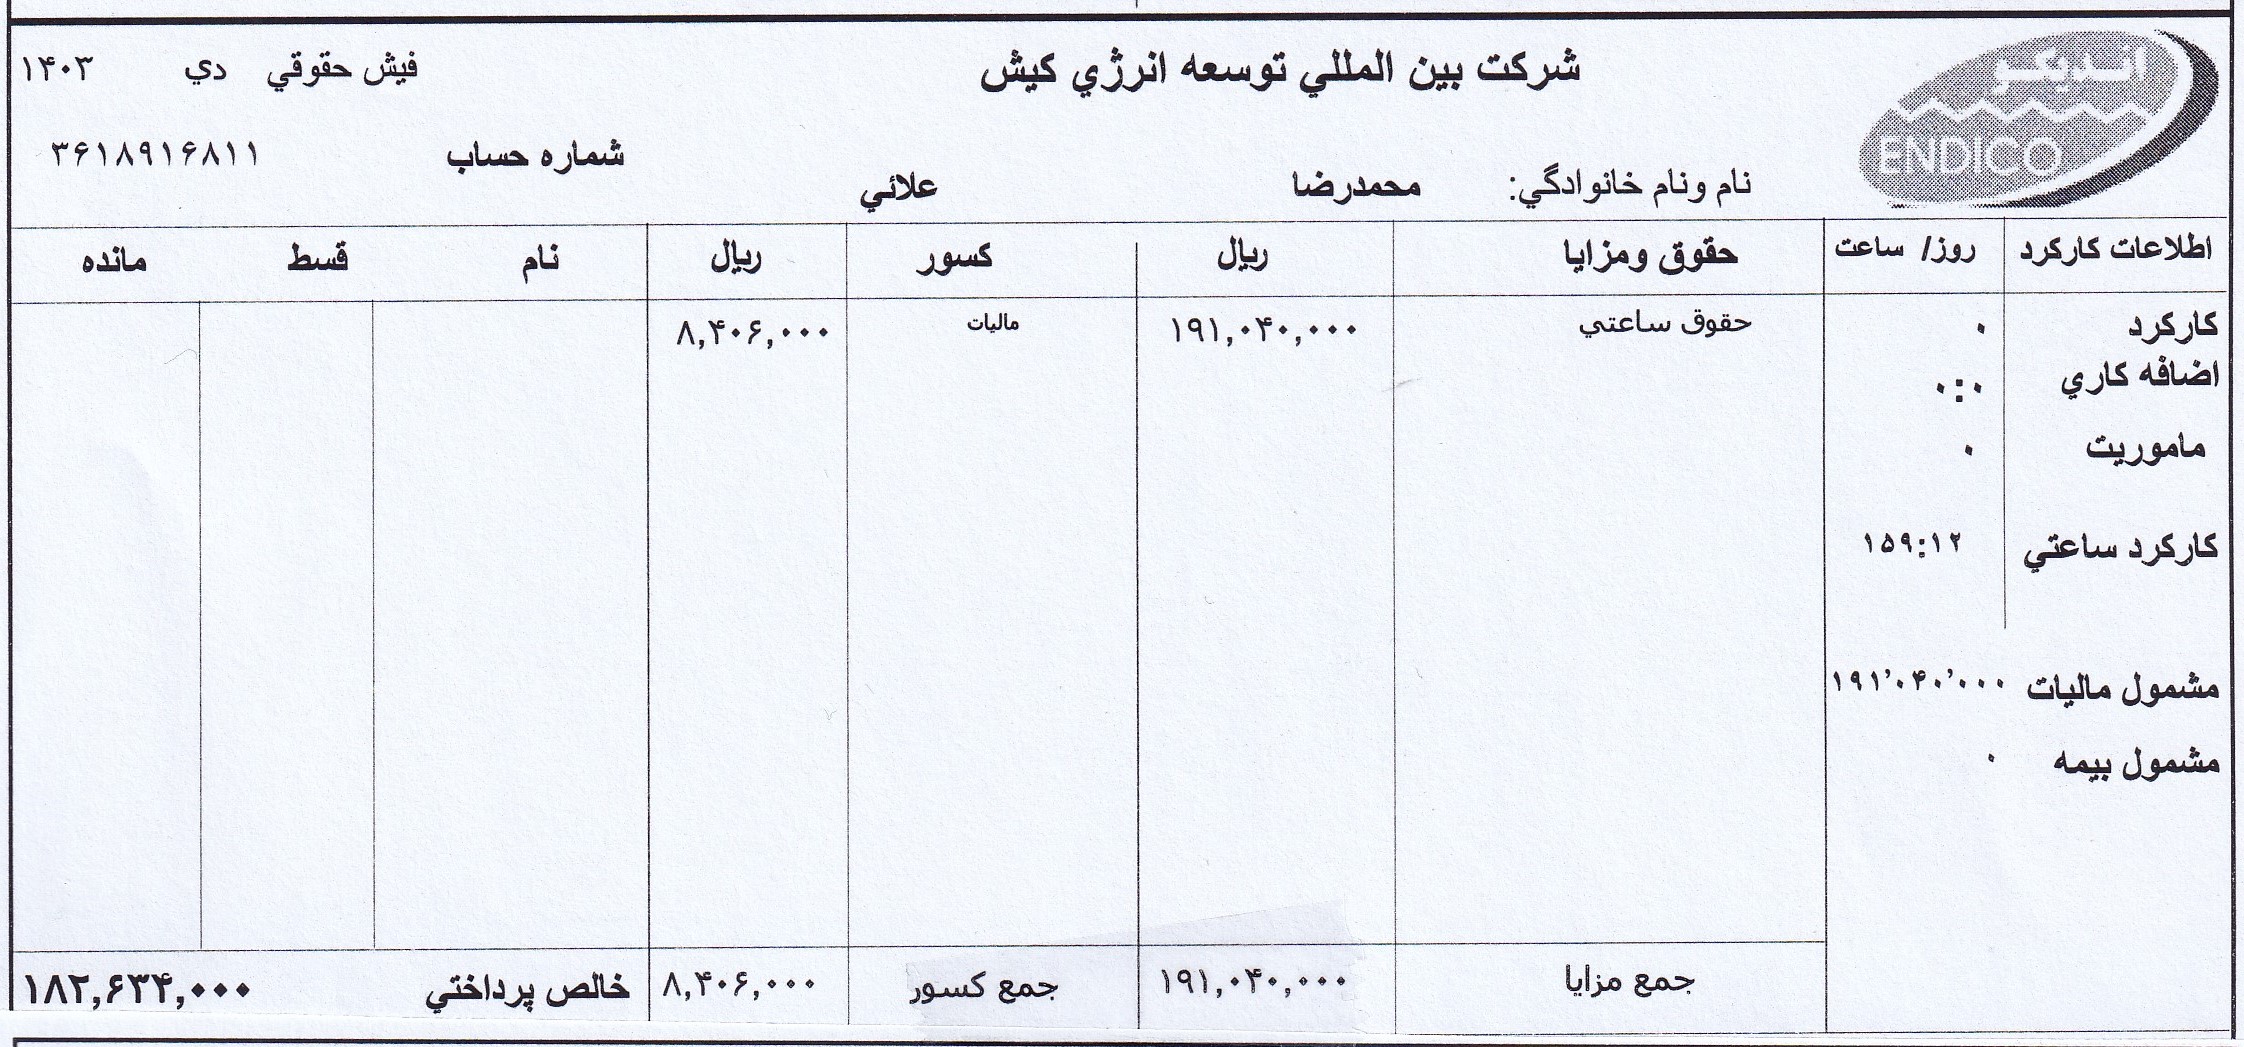 انديكو
ENDICO
شركت بين المللي توسعه انرژي كيش
فيش حقوقي دي ۱۴۰۳
شماره حساب ۳۶۱۸۹۱۶۸۱۱
نام ونام خانوادگي: محمدرضا علائي
اطلاعات كاركرد روز/ ساعت حقوق ومزايا ريال كسور ريال نام قسط مانده
كاركرد ۰ حقوق ساعتي ۱۹۱,۰۴۰,۰۰۰ ماليات ۸,۴۰۶,۰۰۰
اضافه كاري ۰:۰
ماموريت ۰
كاركرد ساعتي ۱۵۹:۱۲
مشمول ماليات ۱۹۱'۰۴۰'۰۰۰
مشمول بيمه ۰
جمع مزايا ۱۹۱,۰۴۰,۰۰۰ جمع كسور ۸,۴۰۶,۰۰۰ خالص پرداختي ۱۸۲,۶۳۴,۰۰۰